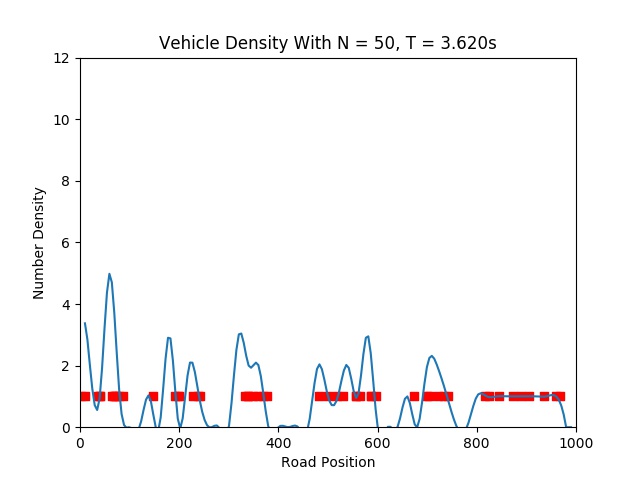 Vehicle Density With N = 50, T = 3.620s
12
10
8
6
4
2
0
Number Density
0 200 400 600 800 1000
Road Position